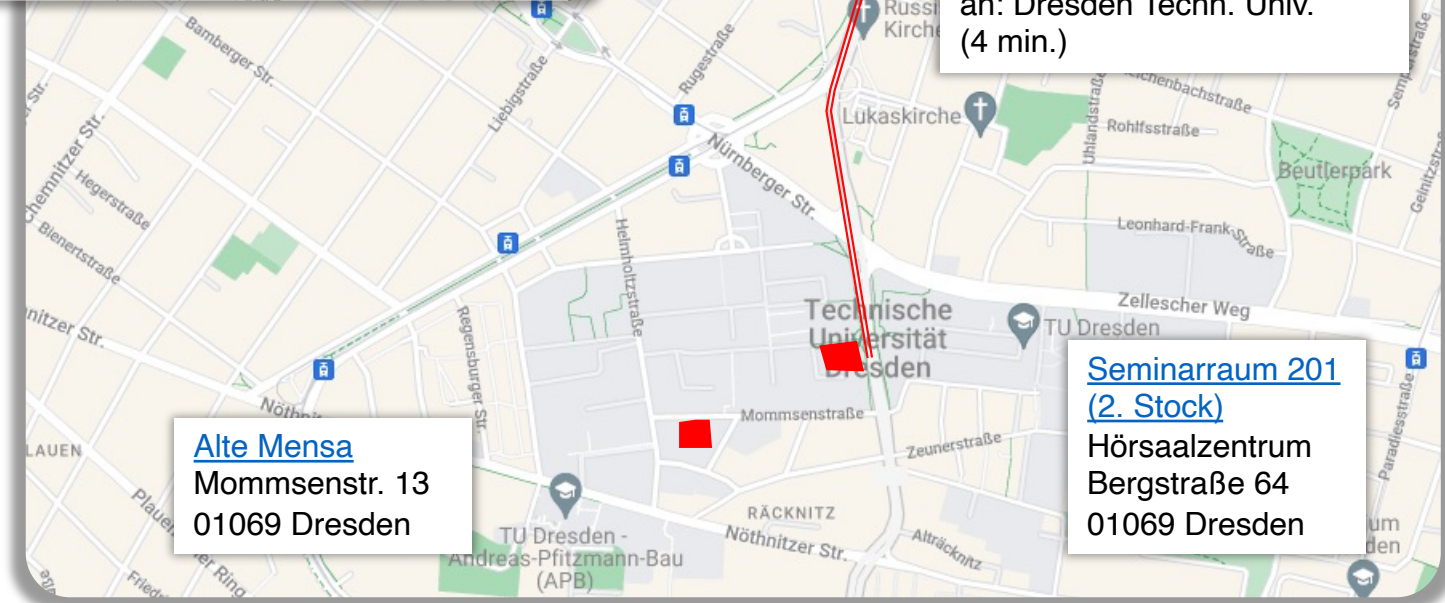 an: Dresden Techn. Univ.
(4 min.)
Kirche
Bamberger Str.
Liebigstraße
Rugestraße
Lukaskirche
Uhlandstraße
Rohlfsstraße
Beutlerpark
Chemnitzer Str.
Hegerstraße
Bienertstraße
Nürnberger Str.
Leonhard-Frank-Straße
Helmholtzstraße
Regensburger Str.
Zellescher Weg
Technische
Universität
Dresden
TU Dresden
Mommsenstraße
Zeunerstraße
Paradiesstraße
Alte Mensa
Mommsenstr. 13
01069 Dresden
Seminarraum 201
(2. Stock)
Hörsaalzentrum
Bergstraße 64
01069 Dresden
RÄCKNITZ
TU Dresden -
Andreas-Pfitzmann-Bau
(APB)
Nöthnitzer Str.
Alträcknitz